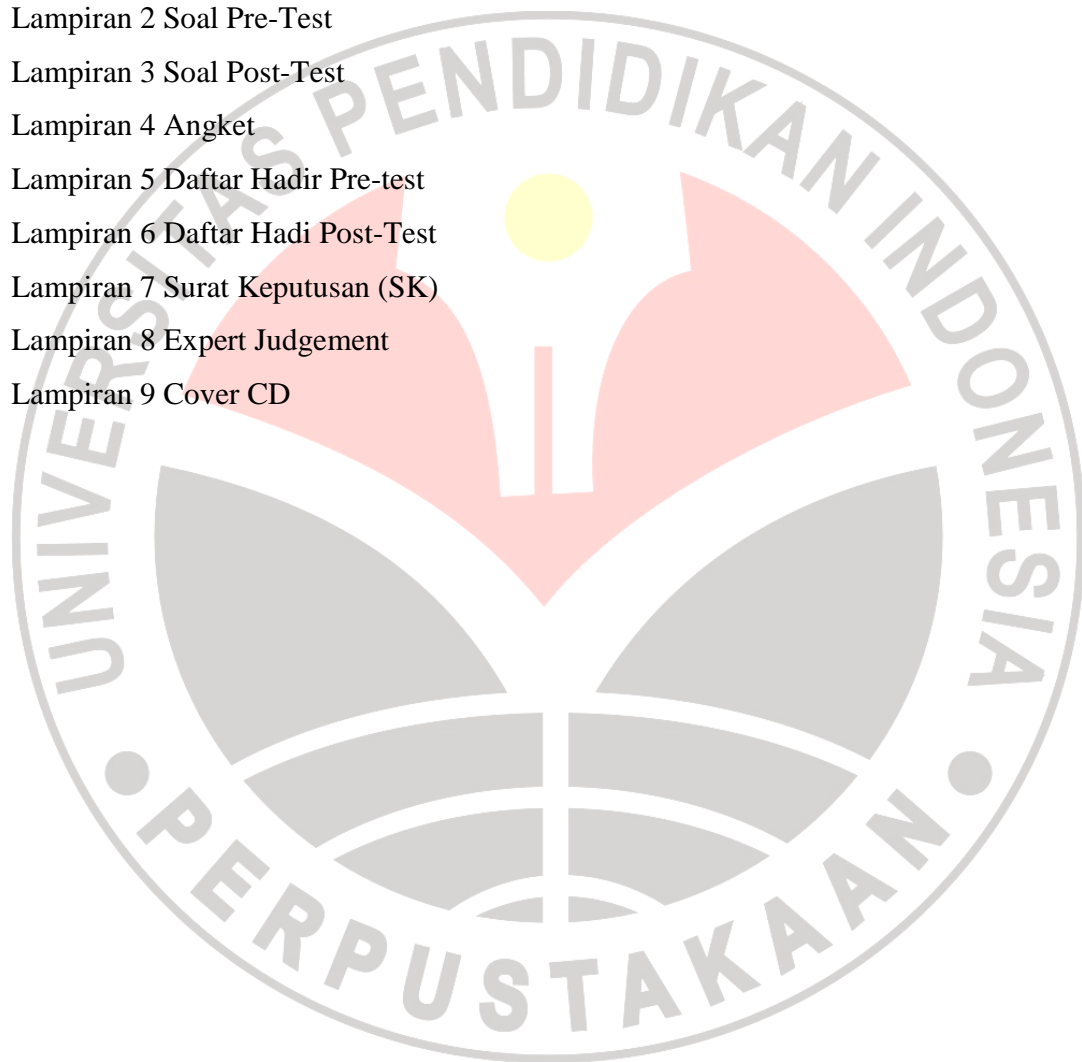 Lampiran 2 Soal Pre-Test
Lampiran 3 Soal Post-Test
Lampiran 4 Angket
Lampiran 5 Daftar Hadir Pre-test
Lampiran 6 Daftar Hadi Post-Test
Lampiran 7 Surat Keputusan (SK)
Lampiran 8 Expert Judgement
Lampiran 9 Cover CD
UNIVERSITAS PENDIDIKAN INDONESIA
PERPUSTAKAAN